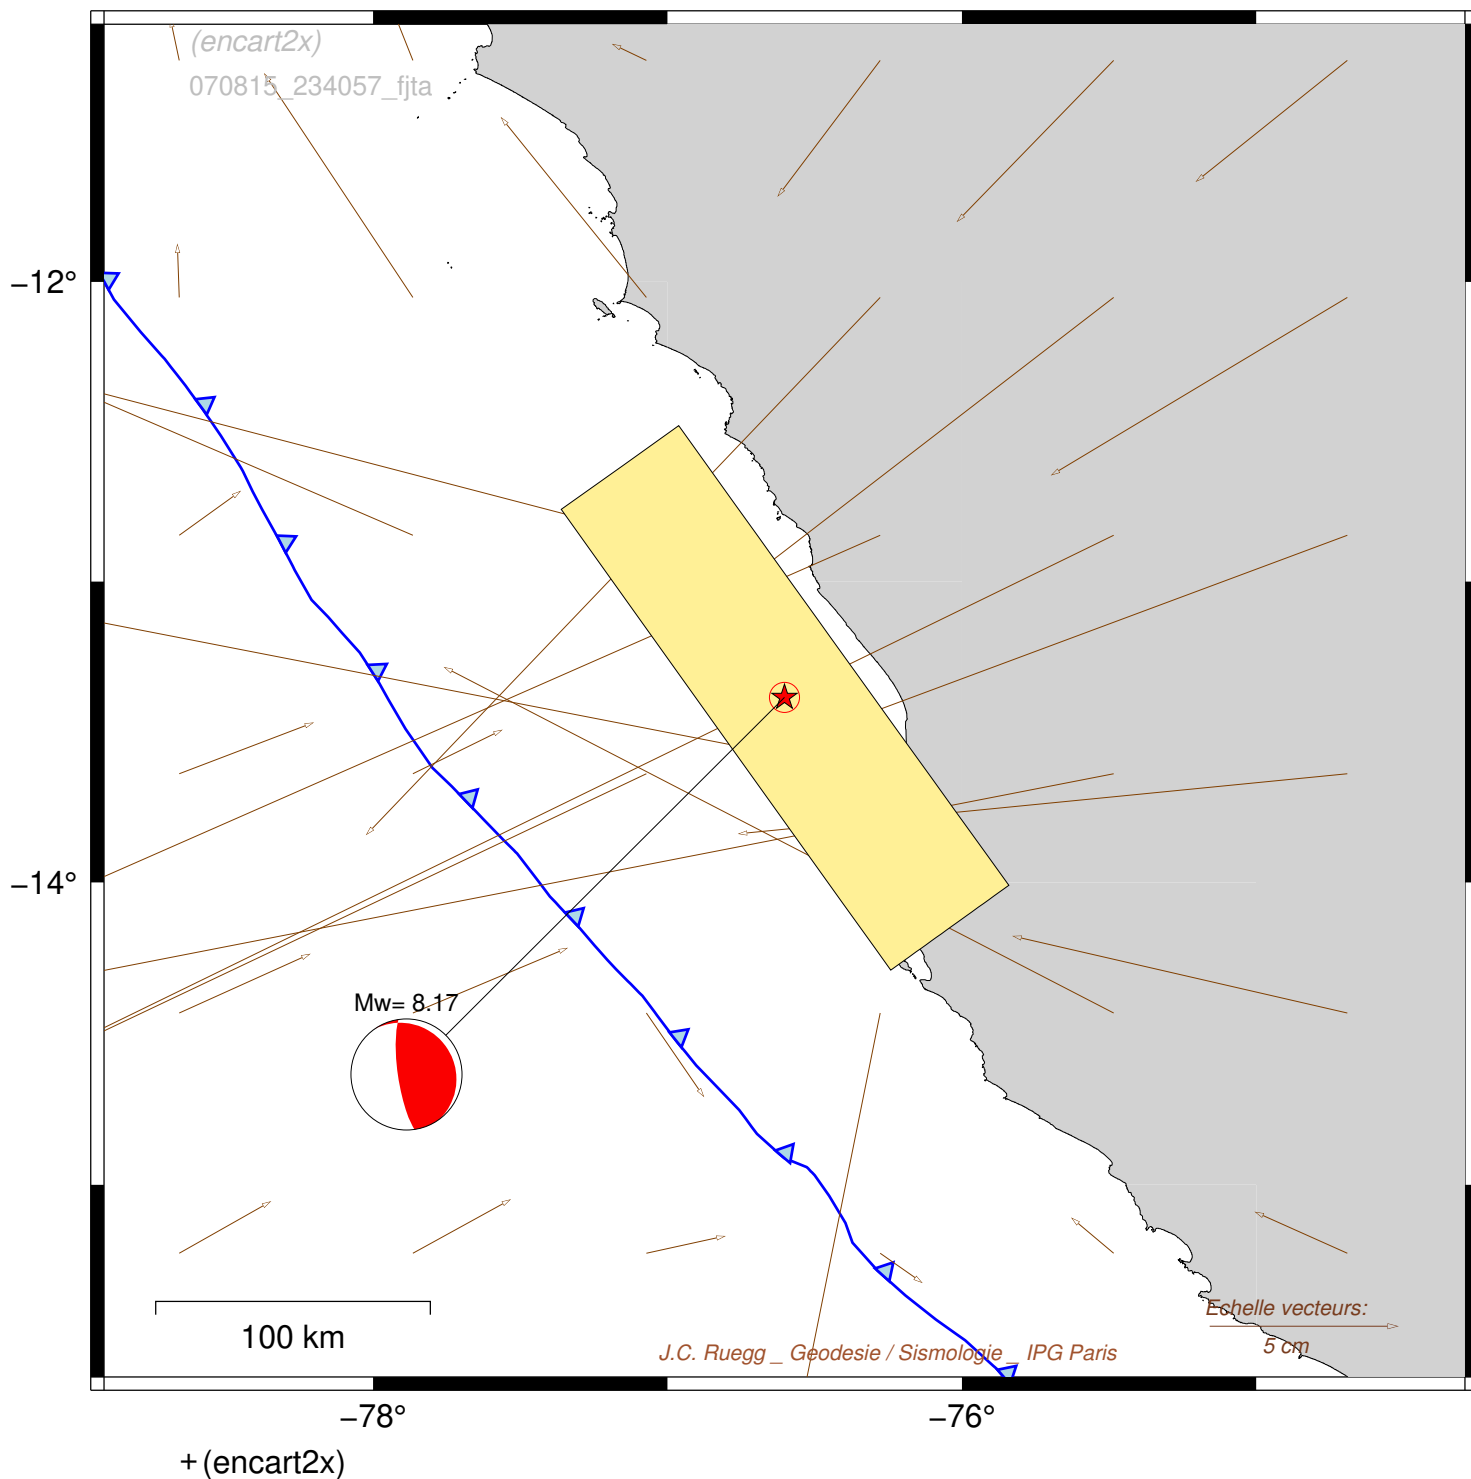 (encart2x)
070815_234057_fjta
−12°
−14°
Mw= 8.17
100 km
Echelle vecteurs:
5 cm
J.C. Ruegg _ Geodesie / Sismologie _ IPG Paris
−78°
−76°
+ (encart2x)